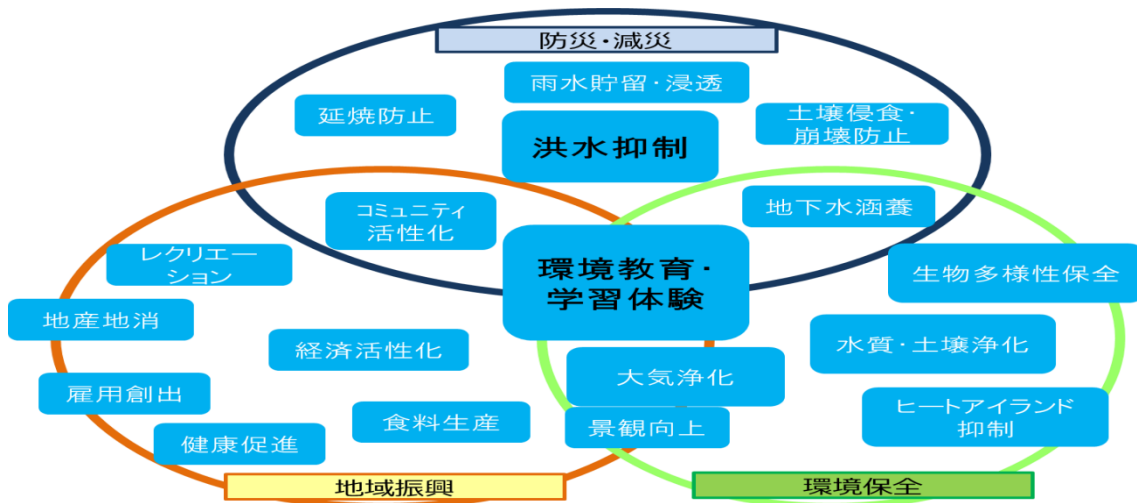 防災・減災
雨水貯留・浸透
延焼防止
土壌侵食・
崩壊防止
洪水抑制
地下水涵養
コミュニティ
活性化
環境教育・
学習体験
レクリエー
ション
生物多様性保全
地産地消
経済活性化
水質・土壌浄化
大気浄化
雇用創出
食料生産
景観向上
ヒートアイランド
抑制
健康促進
地域振興
環境保全